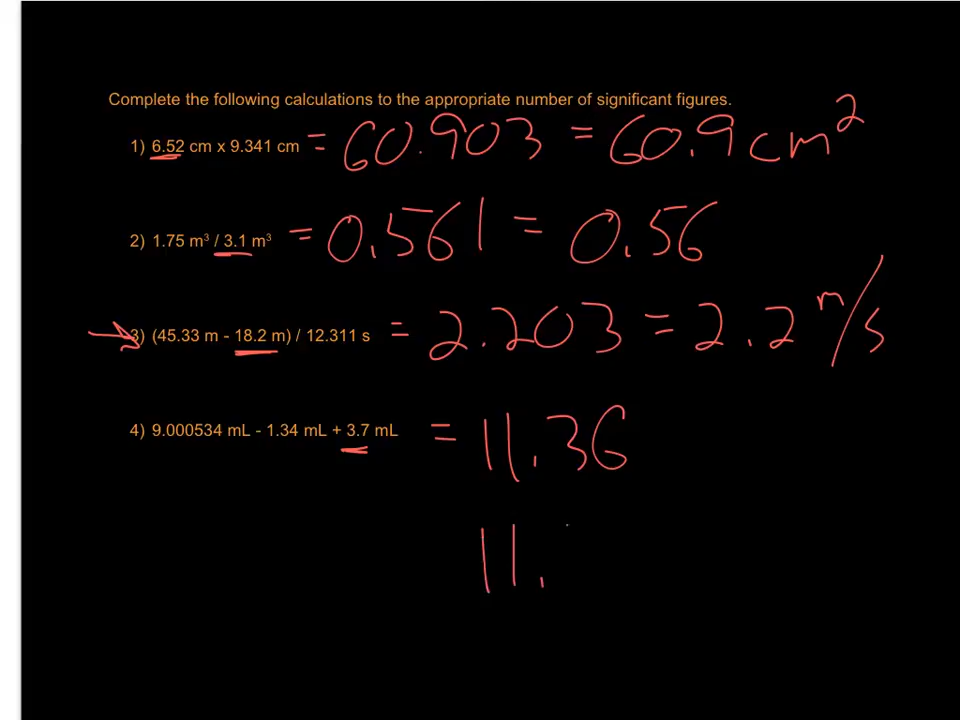 Complete the following calculations to the appropriate number of significant figures.
1) 6.52 cm x 9.341 cm = 60.903 = 60.9 cm²
2) 1.75 m³ / 3.1 m³ = 0.561 = 0.56
3) (45.33 m - 18.2 m) / 12.311 s = 2.203 = 2.2 m/s
4) 9.000534 mL - 1.34 mL + 3.7 mL = 11.36
11.